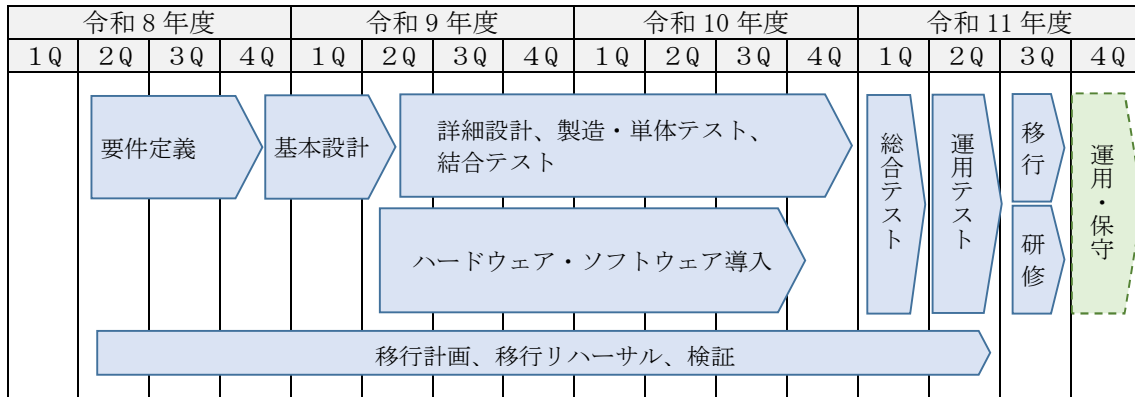 令和８年度 令和９年度 令和10年度 令和11年度
１Q ２Q ３Q ４Q １Q ２Q ３Q ４Q １Q ２Q ３Q ４Q １Q ２Q ３Q ４Q
要件定義
基本設計
詳細設計、製造・単体テスト、
結合テスト
ハードウェア・ソフトウェア導入
総合テスト
運用テスト
移行
研修
運用・保守
移行計画、移行リハーサル、検証